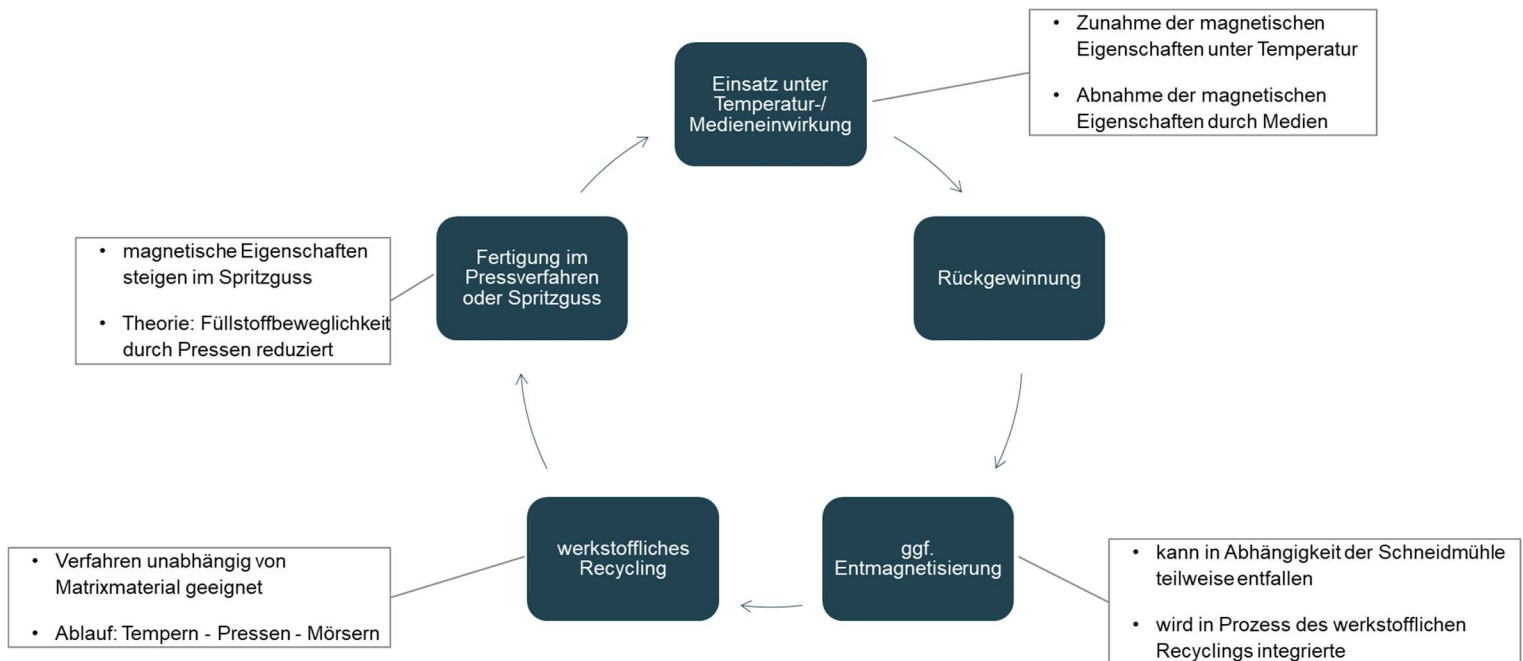 Einsatz unter
Temperatur-/
Medieneinwirkung
• Zunahme der magnetischen
Eigenschaften unter Temperatur
• Abnahme der magnetischen
Eigenschaften durch Medien
Rückgewinnung
ggf.
Entmagnetisierung
• kann in Abhängigkeit der Schneidmühle
teilweise entfallen
• wird in Prozess des werkstofflichen
Recyclings integrierte
werkstoffliches
Recycling
• Verfahren unabhängig von
Matrixmaterial geeignet
• Ablauf: Tempern - Pressen - Mörsern
Fertigung im
Pressverfahren
oder Spritzguss
• magnetische Eigenschaften
steigen im Spritzguss
• Theorie: Füllstoffbeweglichkeit
durch Pressen reduziert